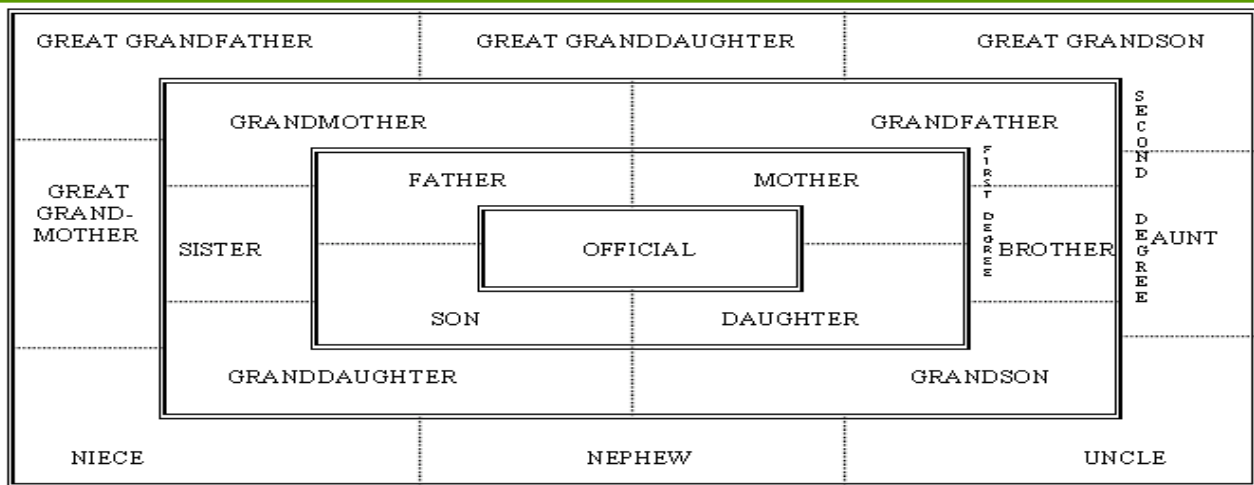 GREAT GRANDFATHER
GREAT GRANDDAUGHTER
GREAT GRANDSON
GRANDMOTHER
GRANDFATHER
SECOND DEGREE
FATHER
MOTHER
FIRST DEGREE
GREAT
GRAND-
MOTHER
SISTER
OFFICIAL
BROTHER
AUNT
SON
DAUGHTER
GRANDDAUGHTER
GRANDSON
NIECE
NEPHEW
UNCLE